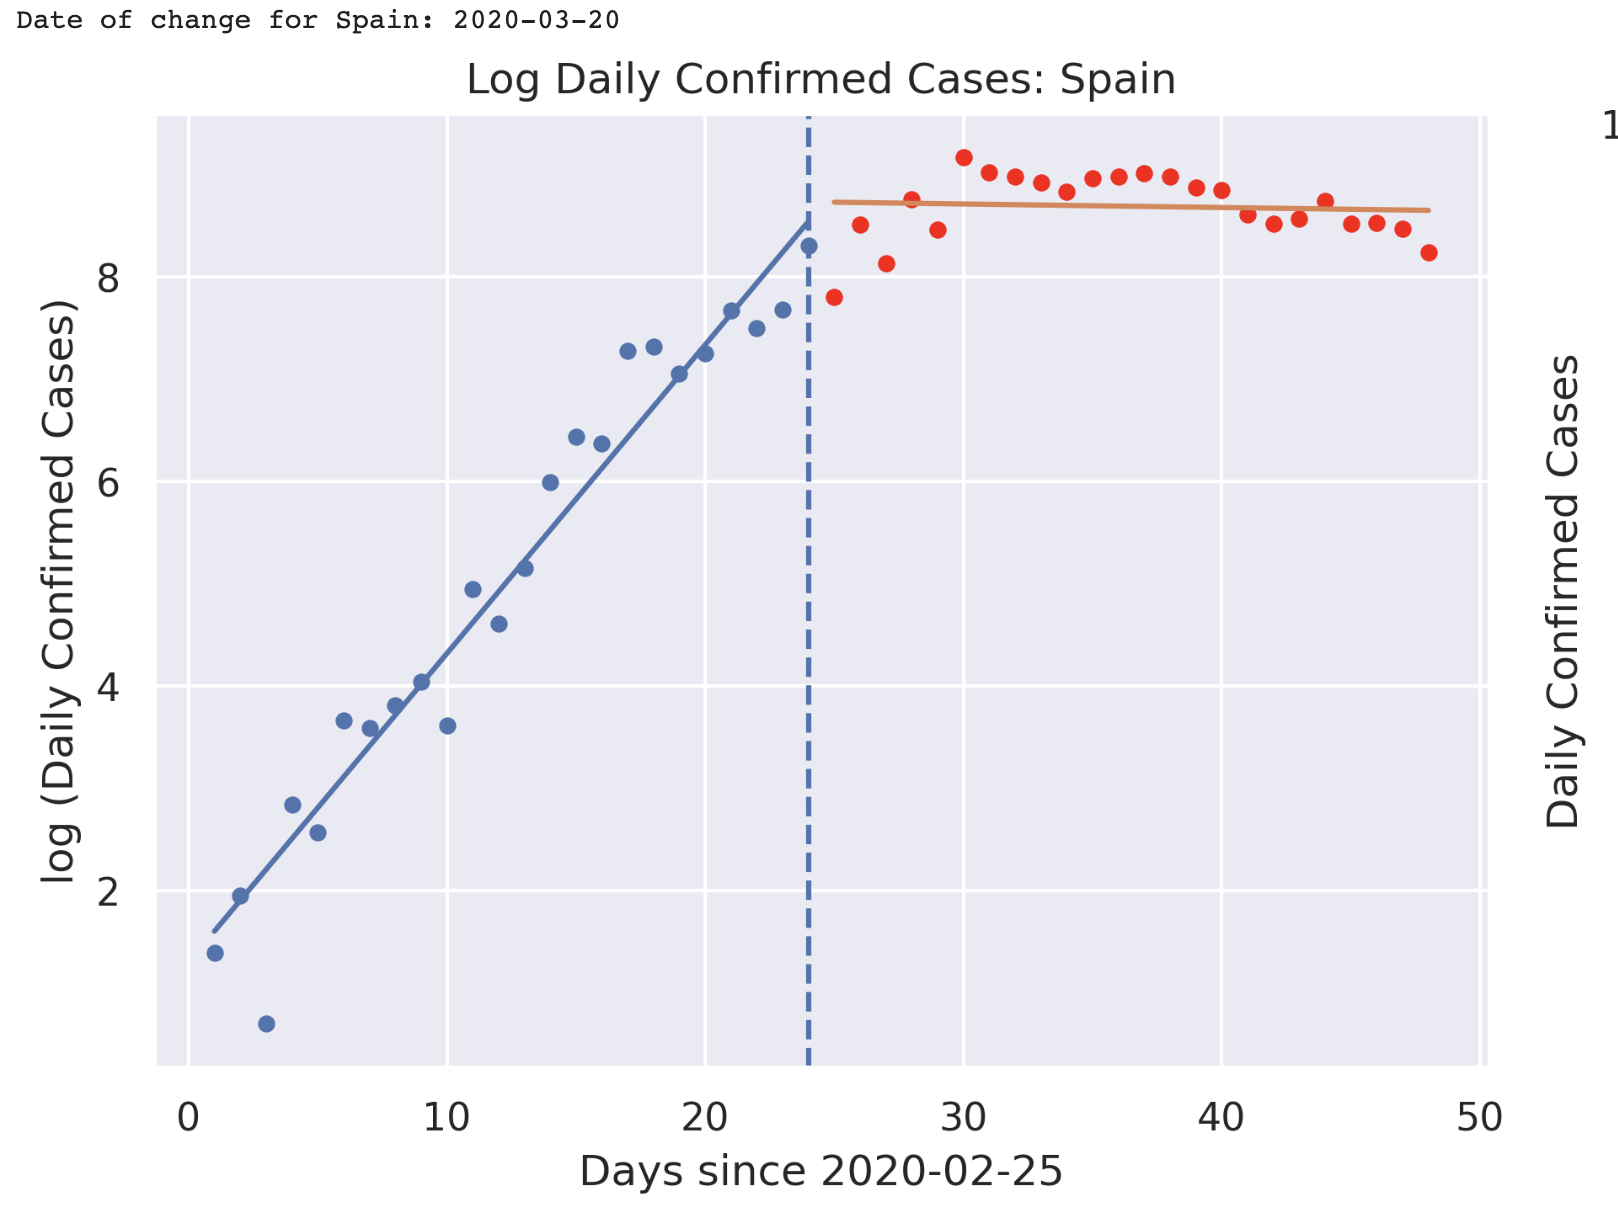 Date of change for Spain: 2020-03-20
Log Daily Confirmed Cases: Spain
log (Daily Confirmed Cases)
8
6
4
2
0 10 20 30 40 50
Days since 2020-02-25
1
Daily Confirmed Cases